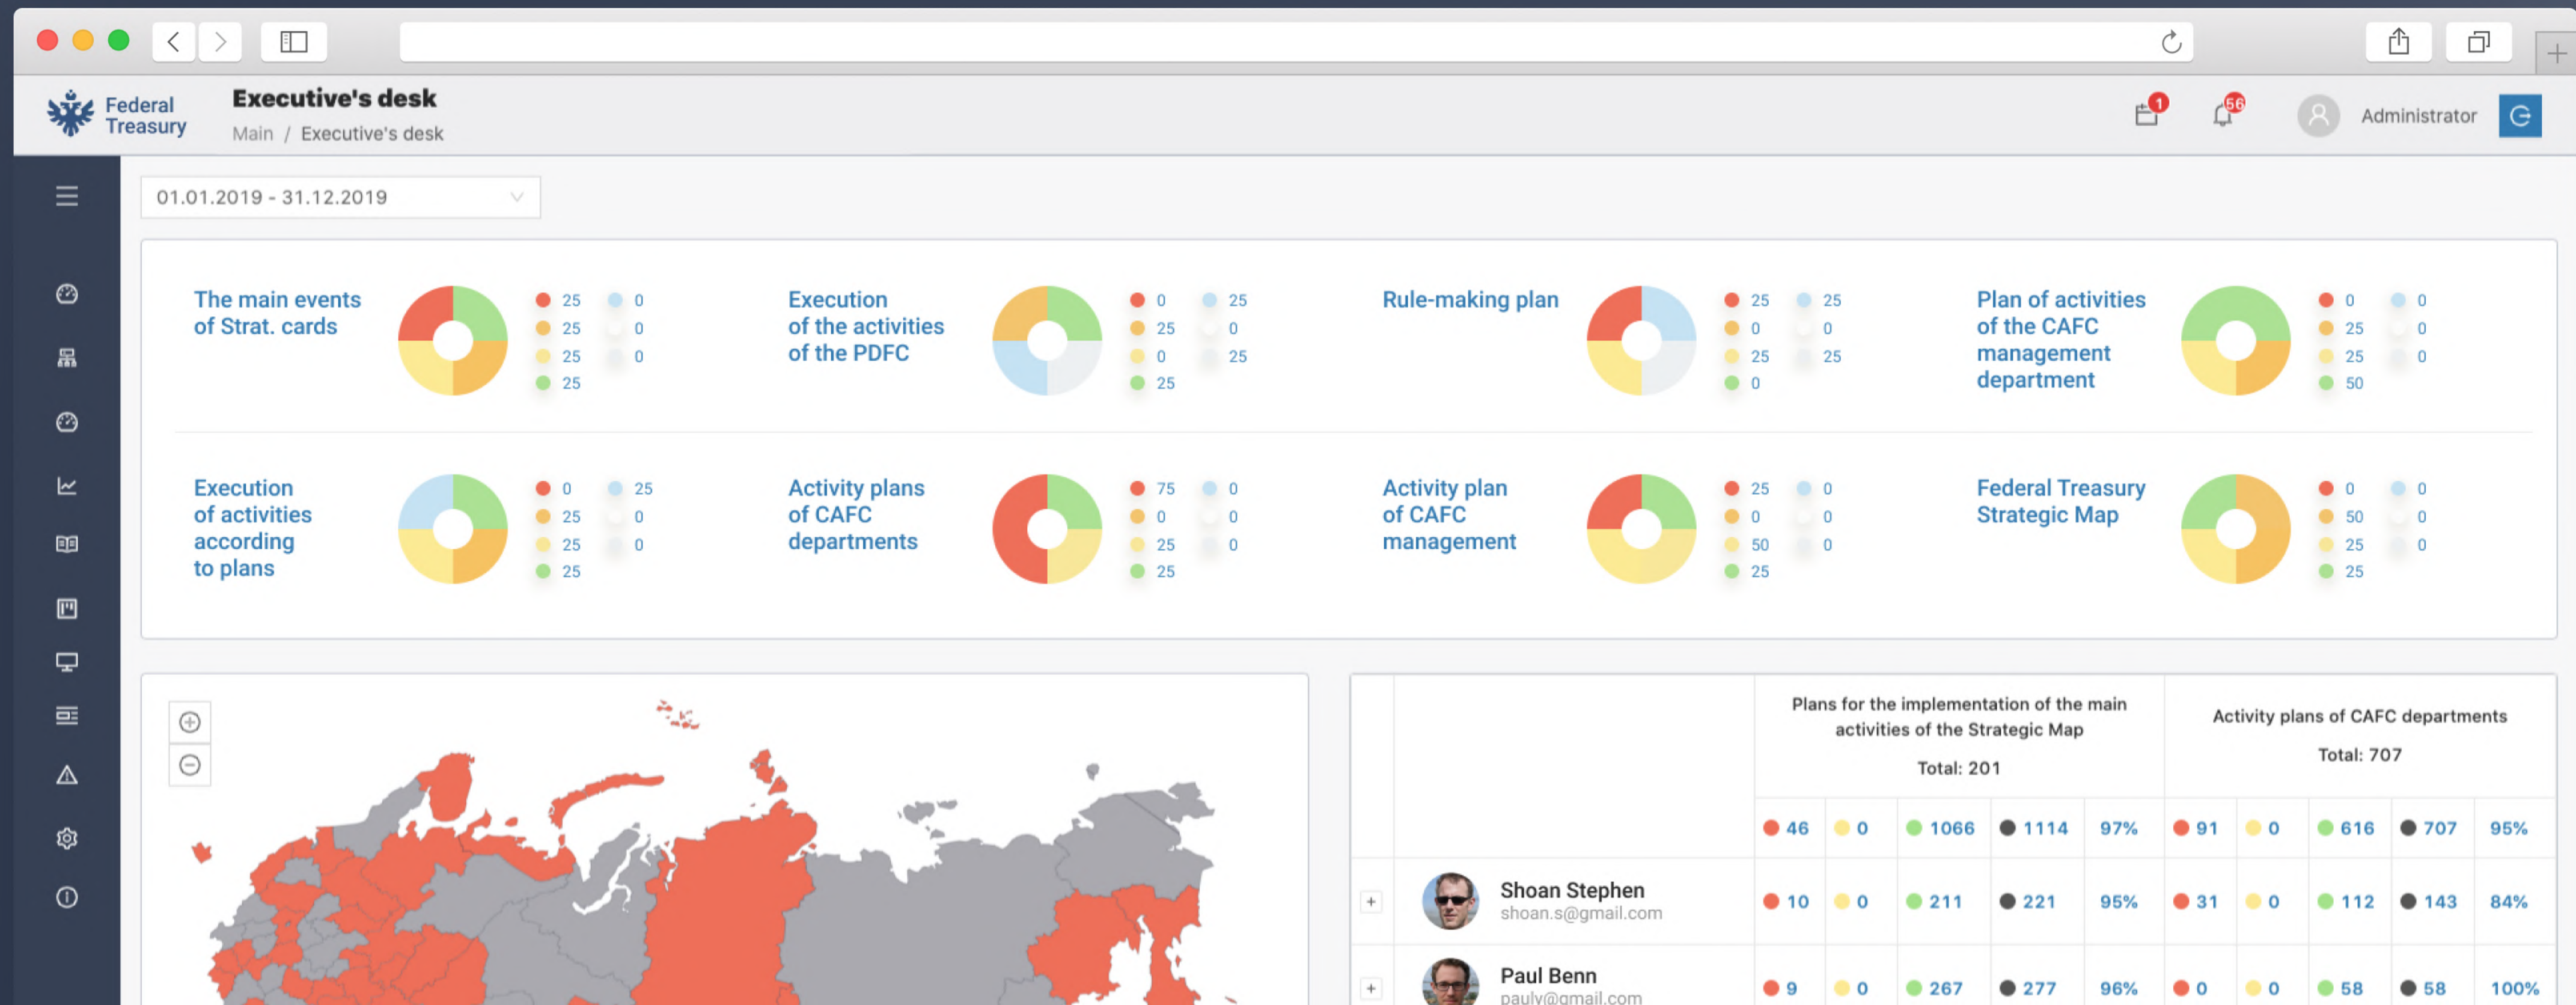 Federal
Treasury
Executive's desk
Main / Executive's desk
1
56
Administrator
01.01.2019 - 31.12.2019
The main events
of Strat. cards
25 0
25 0
25 0
25
Execution
of the activities
of the PDFC
0 25
25 0
0 25
25
Rule-making plan
25 25
0 0
25 25
0
Plan of activities
of the CAFC
management
department
0 0
25 0
25 0
50
Execution
of activities
according
to plans
0 25
25 0
25 0
25
Activity plans
of CAFC
departments
75 0
0 0
25 0
25
Activity plan
of CAFC
management
25 0
0 0
50 0
25
Federal Treasury
Strategic Map
0 0
50 0
25 0
25
Plans for the implementation of the main
activities of the Strategic Map
Total: 201
Activity plans of CAFC departments
Total: 707
46 0 1066 1114 97% 91 0 616 707 95%
Shoan Stephen
shoan.s@gmail.com
10 0 211 221 95% 31 0 112 143 84%
Paul Benn
paulv@gmail.com
9 0 267 277 96% 0 0 58 58 100%